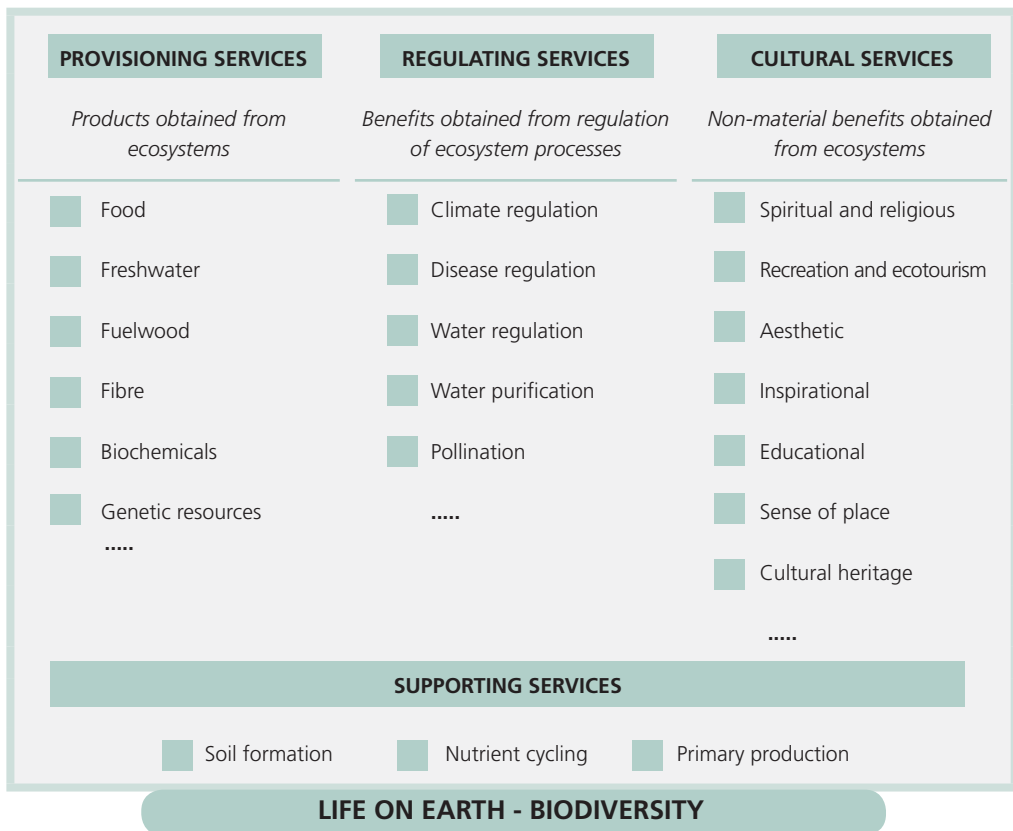 PROVISIONING SERVICES
Products obtained from
ecosystems
Food
Freshwater
Fuelwood
Fibre
Biochemicals
Genetic resources
.....
REGULATING SERVICES
Benefits obtained from regulation
of ecosystem processes
Climate regulation
Disease regulation
Water regulation
Water purification
Pollination
.....
CULTURAL SERVICES
Non-material benefits obtained
from ecosystems
Spiritual and religious
Recreation and ecotourism
Aesthetic
Inspirational
Educational
Sense of place
Cultural heritage
.....
SUPPORTING SERVICES
Soil formation
Nutrient cycling
Primary production
LIFE ON EARTH - BIODIVERSITY